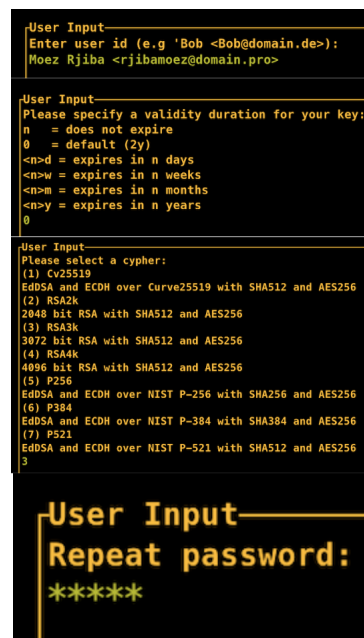 User Input
Enter user id (e.g 'Bob <Bob@domain.de>):
Moez Rjiba <rjibamoez@domain.pro>
User Input
Please specify a validity duration for your key:
n = does not expire
0 = default (2y)
<n>d = expires in n days
<n>w = expires in n weeks
<n>m = expires in n months
<n>y = expires in n years
0
User Input
Please select a cypher:
(1) Cv25519
EdDSA and ECDH over Curve25519 with SHA512 and AES256
(2) RSA2k
2048 bit RSA with SHA512 and AES256
(3) RSA3k
3072 bit RSA with SHA512 and AES256
(4) RSA4k
4096 bit RSA with SHA512 and AES256
(5) P256
EdDSA and ECDH over NIST P-256 with SHA256 and AES256
(6) P384
EdDSA and ECDH over NIST P-384 with SHA384 and AES256
(7) P521
EdDSA and ECDH over NIST P-521 with SHA512 and AES256
3
User Input
Repeat password:
*****